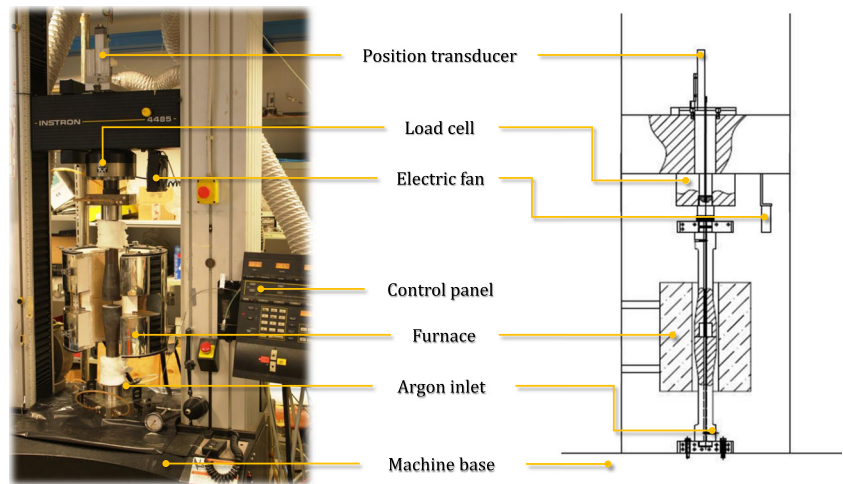 Position transducer
INSTRON 4485
Load cell
Electric fan
Control panel
Furnace
Argon inlet
Machine base